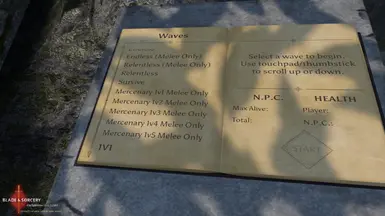 Waves
Endless (Melee Only)
Relentless (Melee Only)
Relentless
Survive
Mercenary 1v1 Melee Only
Mercenary 1v2 Melee Only
Mercenary 1v3 Melee Only
Mercenary 1v4 Melee Only
Mercenary 1v5 Melee Only
1V1
Select a wave to begin.
Use touchpad/thumbstick
to scroll up or down.
N.P.C. HEALTH
Max Alive: Player:
Total: N.P.C.:
START
BLADE & SORCERY